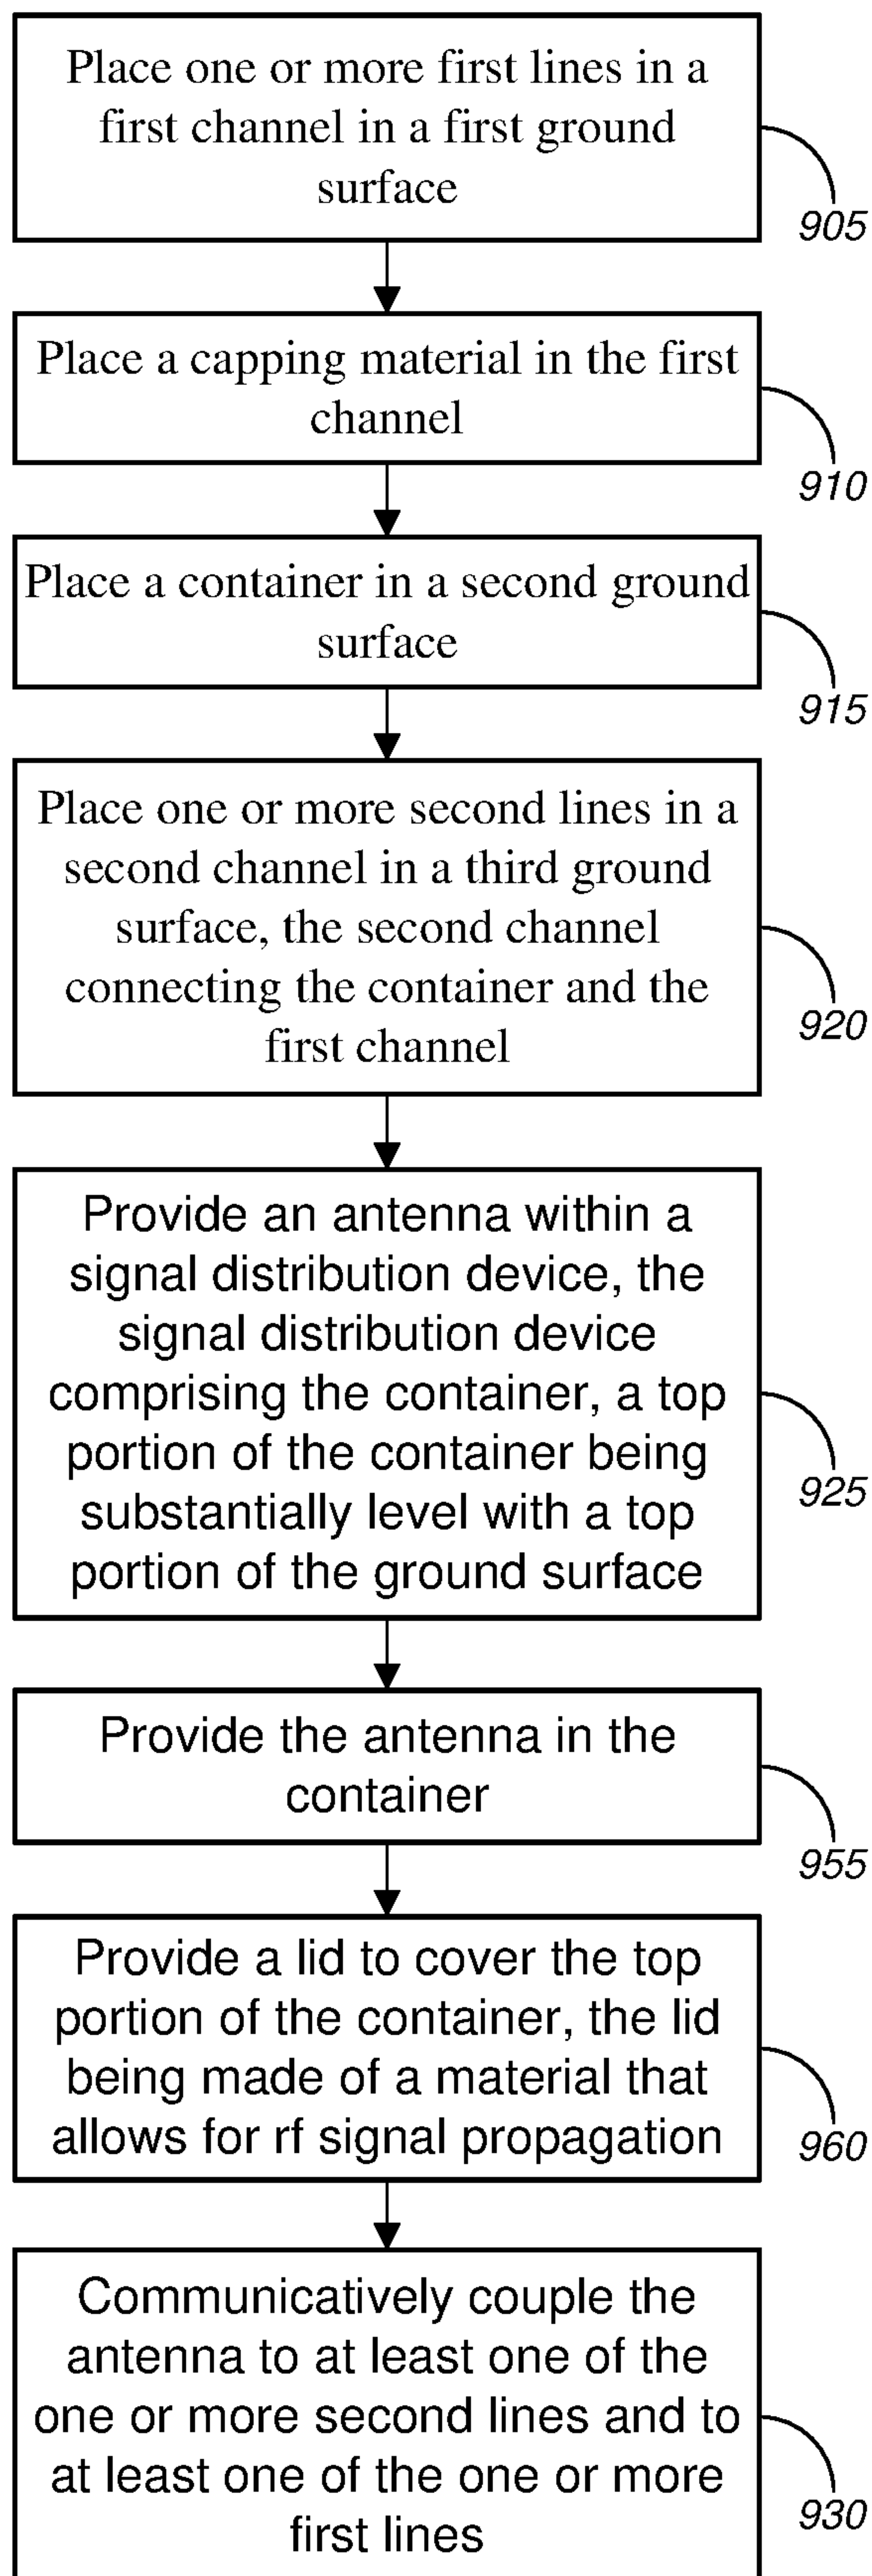 Place one or more first lines in a
first channel in a first ground
surface
905
Place a capping material in the first
channel
910
Place a container in a second ground
surface
915
Place one or more second lines in a
second channel in a third ground
surface, the second channel
connecting the container and the
first channel
920
Provide an antenna within a
signal distribution device, the
signal distribution device
comprising the container, a top
portion of the container being
substantially level with a top
portion of the ground surface
925
Provide the antenna in the
container
955
Provide a lid to cover the top
portion of the container, the lid
being made of a material that
allows for rf signal propagation
960
Communicatively couple the
antenna to at least one of the
one or more second lines and to
at least one of the one or more
first lines
930